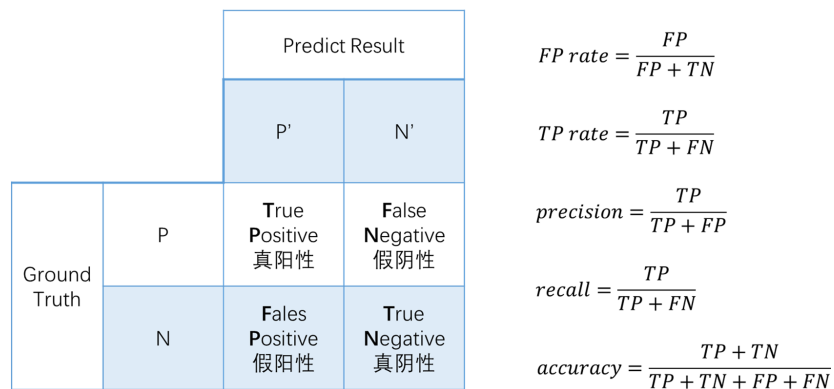 Predict Result
P’ N’
Ground
Truth
P
True
Positive
真阳性
False
Negative
假阴性
N
Fales
Positive
假阳性
True
Negative
真阴性
FP rate = FP / (FP + TN)
TP rate = TP / (TP + FN)
precision = TP / (TP + FP)
recall = TP / (TP + FN)
accuracy = (TP + TN) / (TP + TN + FP + FN)